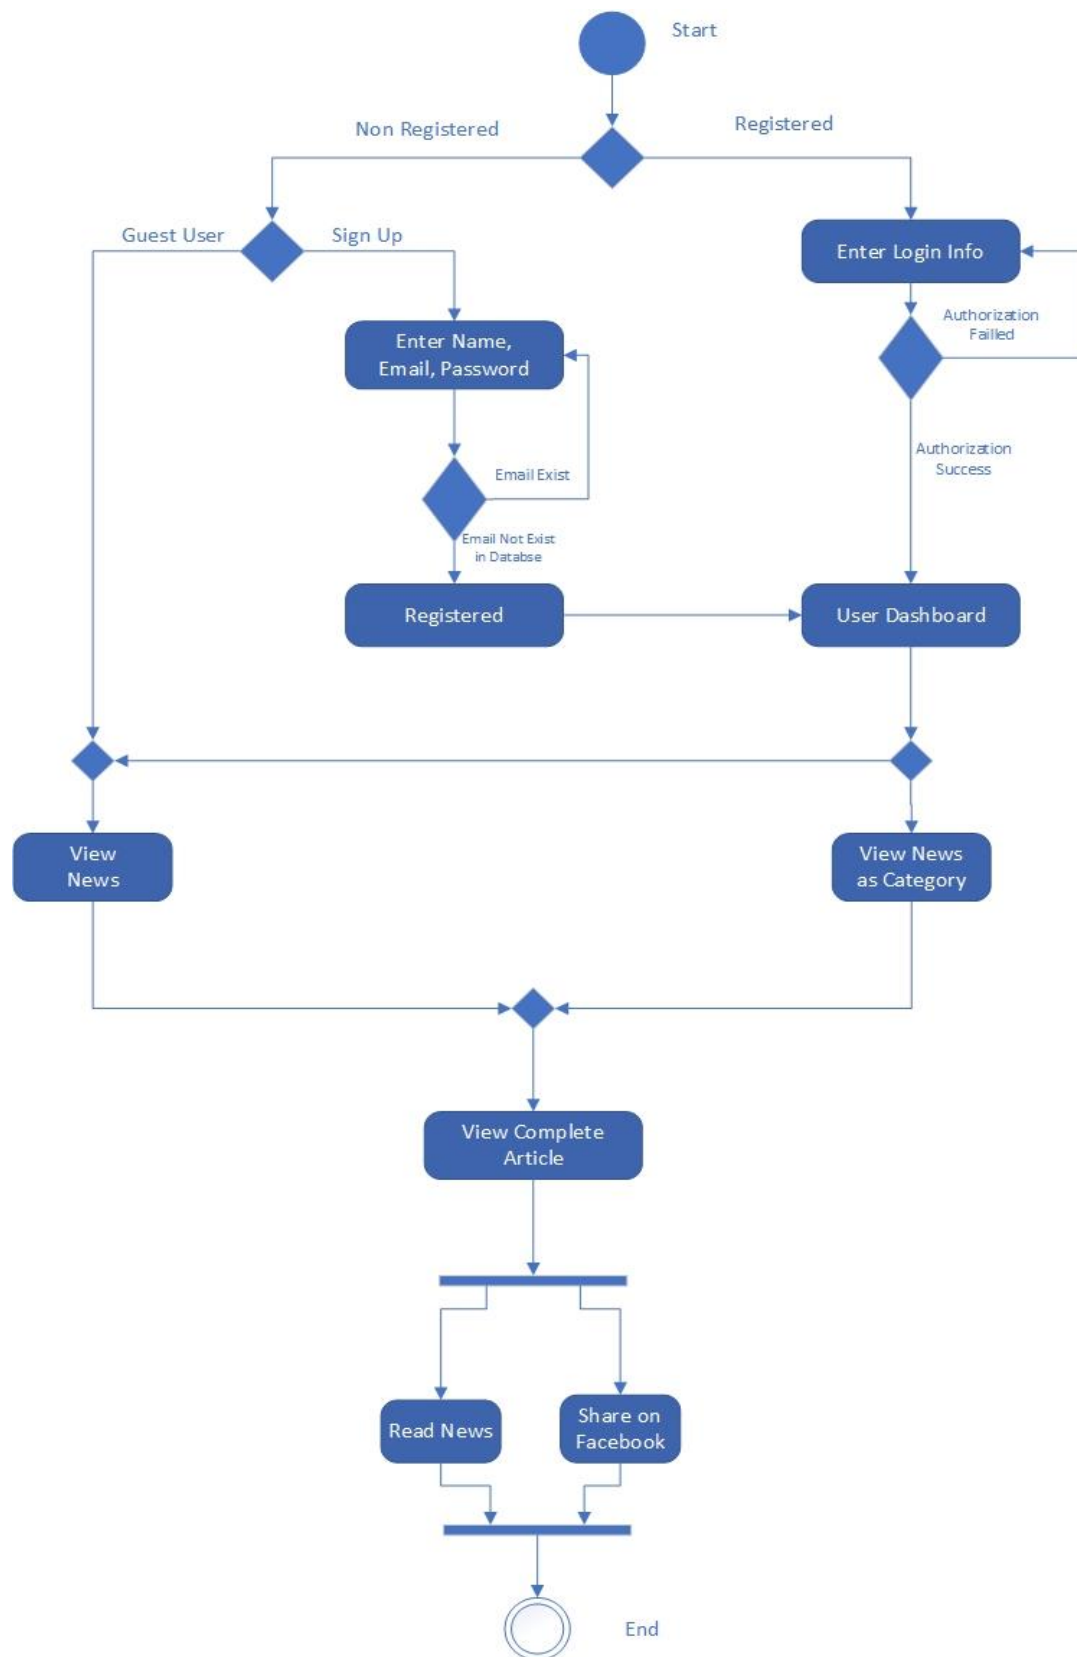 Start
Non Registered
Registered
Guest User
Sign Up
Enter Login Info
Authorization
Failled
Enter Name,
Email, Password
Email Exist
Authorization
Success
Email Not Exist
in Databse
Registered
User Dashboard
View
News
View News
as Category
View Complete
Article
Read News
Share on
Facebook
End